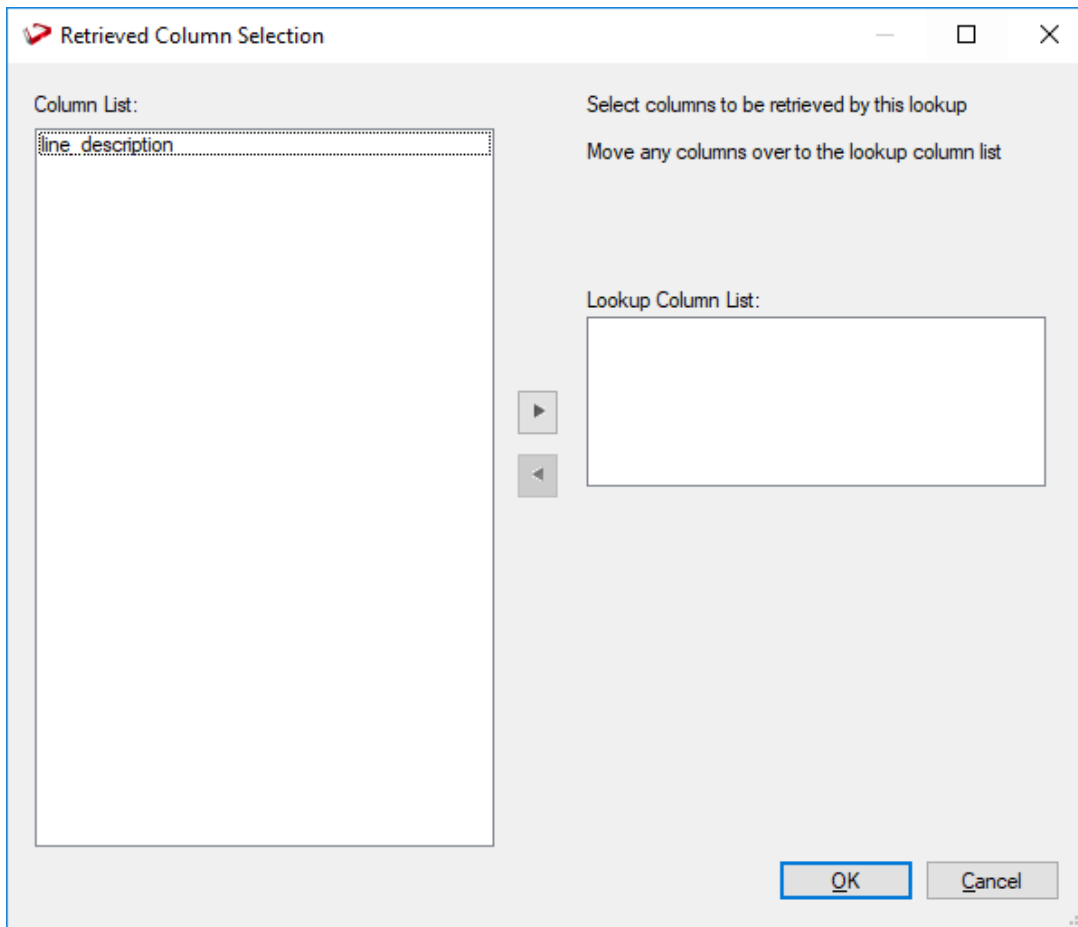 Retrieved Column Selection
Column List:
line_description
Select columns to be retrieved by this lookup
Move any columns over to the lookup column list
Lookup Column List:
OK
Cancel